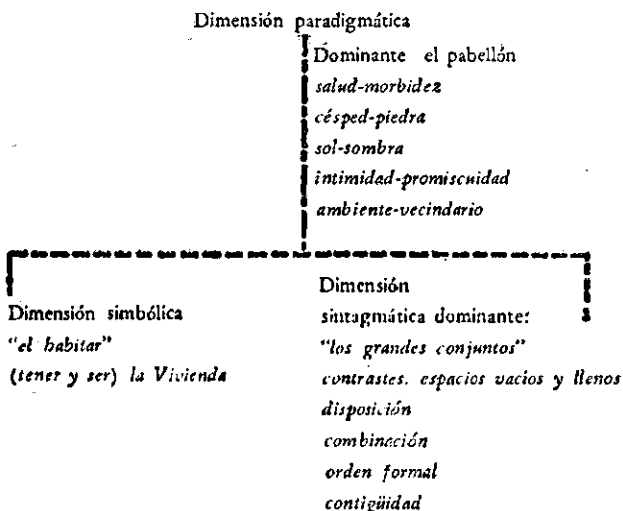 Dimensión paradigmática
Dominante el pabellón
salud-morbidez
césped-piedra
sol-sombra
intimidad-promiscuidad
ambiente-vecindario
Dimensión simbólica
"el habitar"
(tener y ser) la Vivienda
Dimensión
sintagmática dominante:
"los grandes conjuntos"
contrastes. espacios vacíos y llenos
disposición
combinación
orden formal
contigüidad